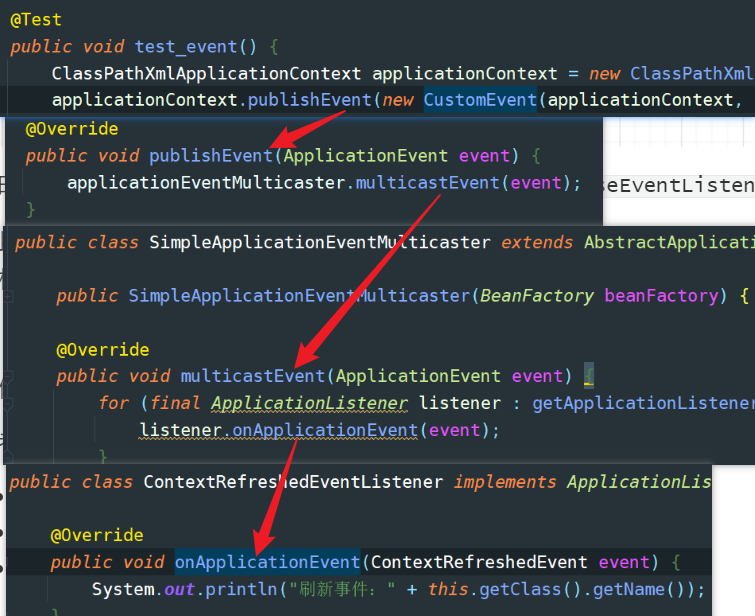 @Test
public void test_event() {
ClassPathXmlApplicationContext applicationContext = new ClassPathXml
applicationContext.publishEvent(new CustomEvent(applicationContext,
@Override
public void publishEvent(ApplicationEvent event) {
applicationEventMulticaster.multicastEvent(event);
seEventListen
}
public class SimpleApplicationEventMulticaster extends AbstractApplicati
public SimpleApplicationEventMulticaster(BeanFactory beanFactory) {
@Override
public void multicastEvent(ApplicationEvent event) {
for (final ApplicationListener listener : getApplicationListener
listener.onApplicationEvent(event);
}
public class ContextRefreshedEventListener implements ApplicationLis
@Override
public void onApplicationEvent(ContextRefreshedEvent event) {
System.out.println("刷新事件：" + this.getClass().getName());
}